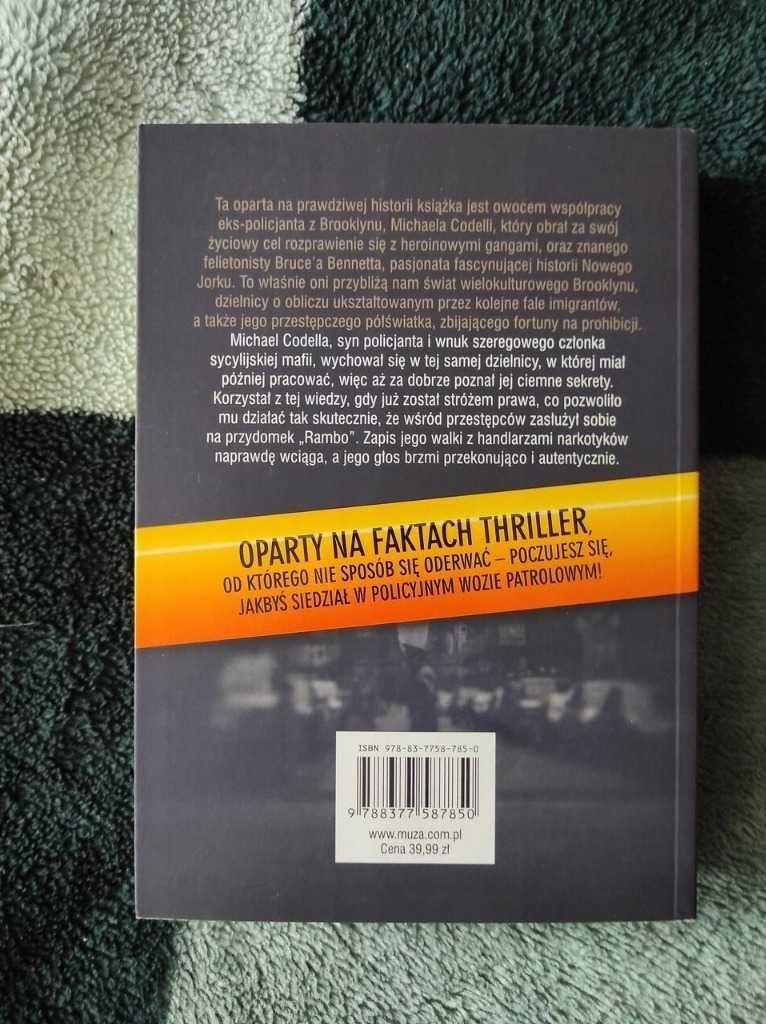 Ta oparta na prawdziwej historii książka jest owocem współpracy
eks-policjanta z Brooklynu, Michaela Codelli, który obrał za swój
życiowy cel rozprawienie się z heroinowymi gangami, oraz znanego
felietonisty Bruce'a Bennetta, pasjonata fascynującej historii Nowego
Jorku. To właśnie oni przybliżą nam świat wielokulturowego Brooklynu,
dzielnicy o obliczu ukształtowanym przez kolejne fale imigrantów,
a także jego przestępczego półświatka, zbijającego fortuny na prohibicji.
Michael Codella, syn policjanta i wnuk szeregowego członka
sycylijskiej mafii, wychował się w tej samej dzielnicy, w której miał
później pracować, więc aż za dobrze poznał jej ciemne sekrety.
Korzystał z tej wiedzy, gdy już został stróżem prawa, co pozwoliło
mu działać tak skutecznie, że wśród przestępców zasłużył sobie
na przydomek „Rambo”. Zapis jego walki z handlarzami narkotyków
naprawdę wciąga, a jego głos brzmi przekonująco i autentycznie.
OPARTY NA FAKTACH THRILLER,
OD KTÓREGO NIE SPOSÓB SIĘ ODERWAĆ – POCZUJESZ SIĘ,
JAKBYŚ SIEDZIAŁ W POLICYJNYM WOZIE PATROLOWYM!
ISBN 978-83-7758-785-0
9 788377 587850
www.muza.com.pl
Cena 39,99 zł